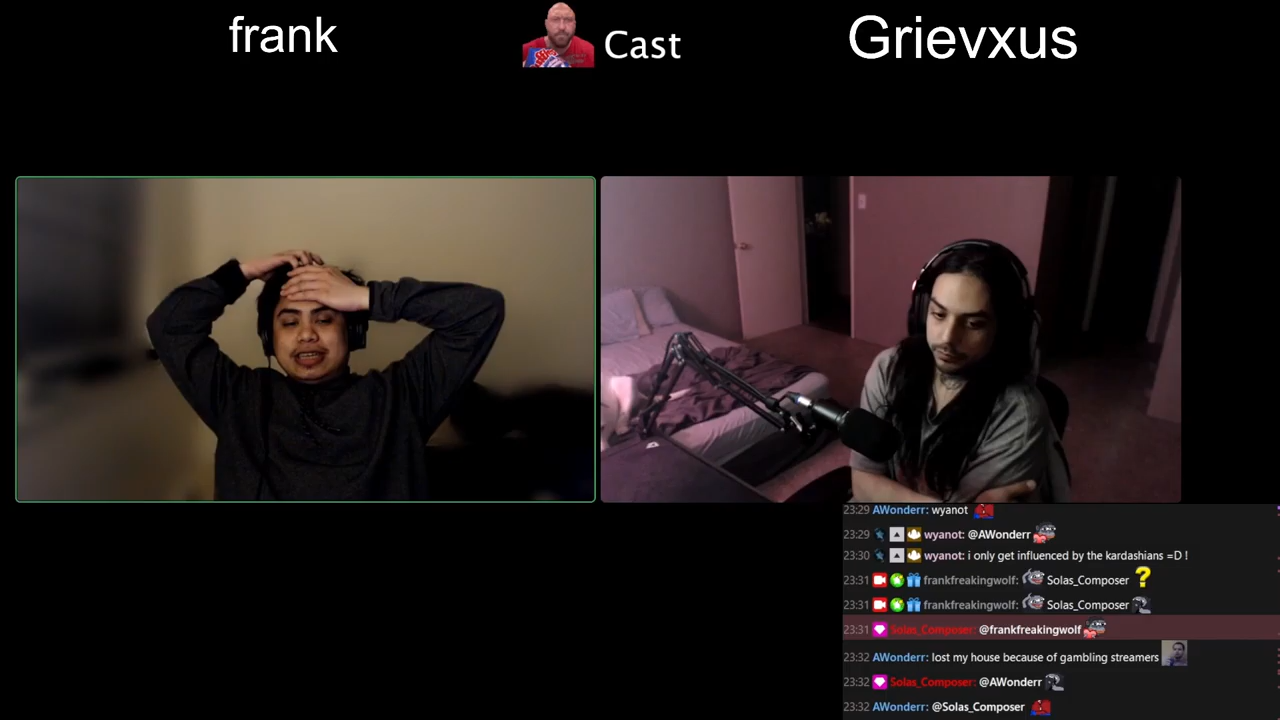 frank
Cast
Grievxus
23:29 AWonderr: wyanot
23:29 wyanot: @AWonderr
23:30 wyanot: i only get influenced by the kardashians =D !
23:31 frankfreakingwolf: Solas_Composer ?
23:31 frankfreakingwolf: Solas_Composer
23:31 Solas_Composer: @frankfreakingwolf
23:32 AWonderr: lost my house because of gambling streamers
23:32 Solas_Composer: @AWonderr
23:32 AWonderr: @Solas_Composer